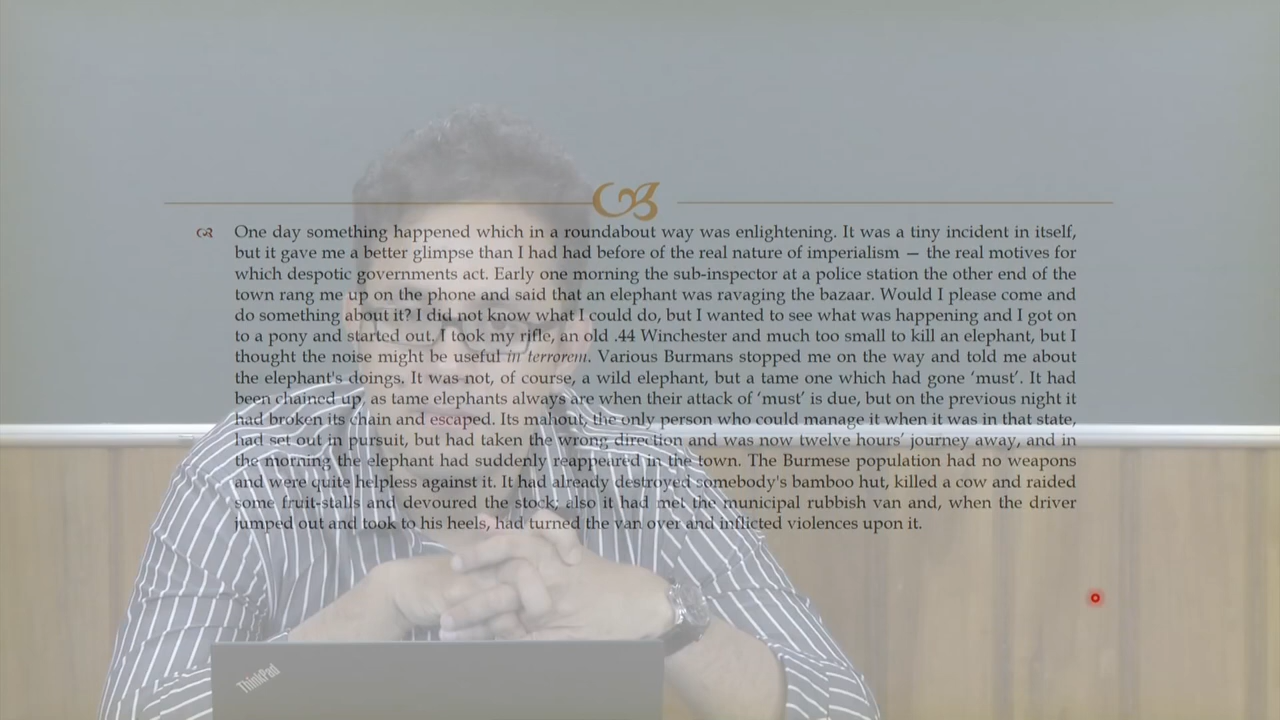 One day something happened which in a roundabout way was enlightening. It was a tiny incident in itself,
but it gave me a better glimpse than I had had before of the real nature of imperialism — the real motives for
which despotic governments act. Early one morning the sub-inspector at a police station the other end of the
town rang me up on the phone and said that an elephant was ravaging the bazaar. Would I please come and
do something about it? I did not know what I could do, but I wanted to see what was happening and I got on
to a pony and started out. I took my rifle, an old .44 Winchester and much too small to kill an elephant, but I
thought the noise might be useful in terrorem. Various Burmans stopped me on the way and told me about
the elephant's doings. It was not, of course, a wild elephant, but a tame one which had gone ‘must’. It had
been chained up, as tame elephants always are when their attack of ‘must’ is due, but on the previous night it
had broken its chain and escaped. Its mahout, the only person who could manage it when it was in that state,
had set out in pursuit, but had taken the wrong direction and was now twelve hours’ journey away, and in
the morning the elephant had suddenly reappeared in the town. The Burmese population had no weapons
and were quite helpless against it. It had already destroyed somebody's bamboo hut, killed a cow and raided
some fruit-stalls and devoured the stock; also it had met the municipal rubbish van and, when the driver
jumped out and took to his heels, had turned the van over and inflicted violences upon it.
ThinkPad